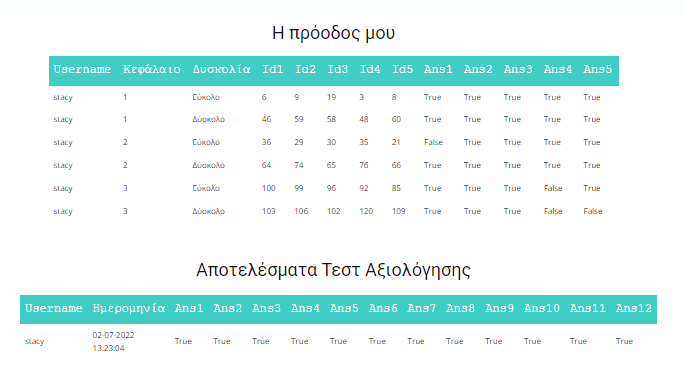 Η πρόοδος μου
Username Κεφάλαιο Δυσκολία Id1 Id2 Id3 Id4 Id5 Ans1 Ans2 Ans3 Ans4 Ans5
stacy 1 Εύκολο 6 9 19 3 8 True True True True True
stacy 1 Δύσκολο 46 59 58 48 60 True True True True True
stacy 2 Εύκολο 36 29 30 35 21 False True True True True
stacy 2 Δύσκολο 64 74 65 76 66 True True True True True
stacy 3 Εύκολο 100 99 96 92 85 True True True False True
stacy 3 Δύσκολο 103 106 102 120 109 True True True False False
Αποτελέσματα Τεστ Αξιολόγησης
Username Ημερομηνία Ans1 Ans2 Ans3 Ans4 Ans5 Ans6 Ans7 Ans8 Ans9 Ans10 Ans11 Ans12
stacy 02-07-2022 True True True True True True True True True True True True
13:23:04